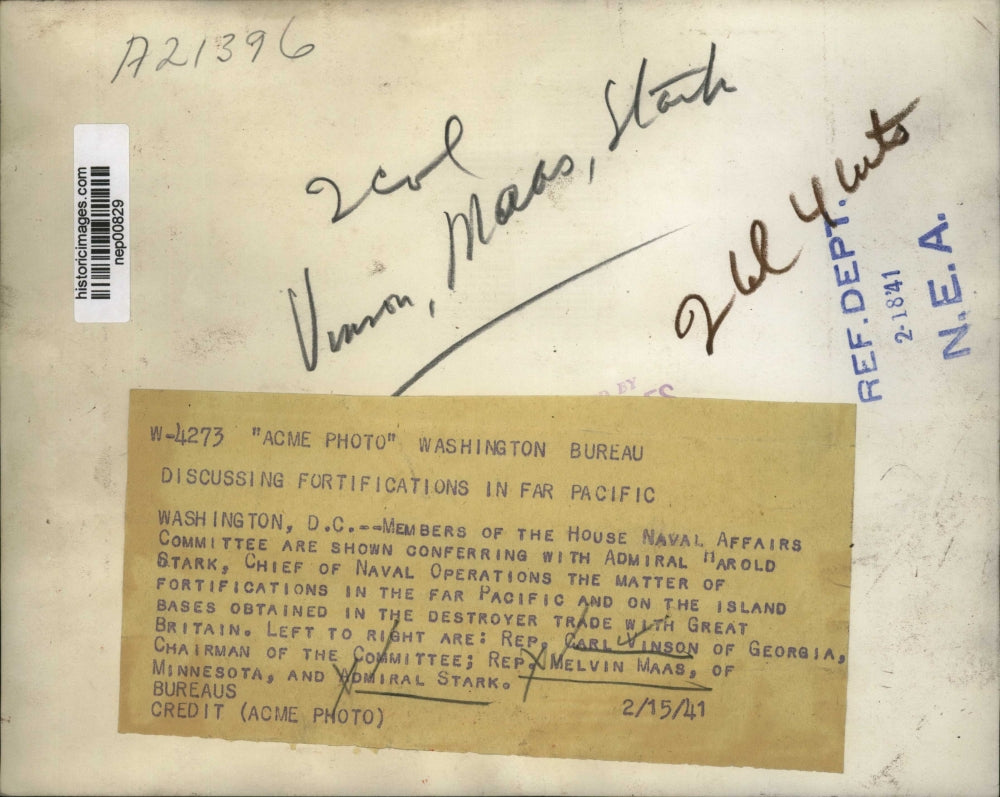 A21396
2 col
Vinson, Maas, Stark
historicimages.com
nep00829
REF. DEPT.
2-18'41
N.E.A.
BY
W-4273 "ACME PHOTO" WASHINGTON BUREAU
DISCUSSING FORTIFICATIONS IN FAR PACIFIC
WASHINGTON, D.C.--MEMBERS OF THE HOUSE NAVAL AFFAIRS
COMMITTEE ARE SHOWN CONFERRING WITH ADMIRAL HAROLD
STARK, CHIEF OF NAVAL OPERATIONS THE MATTER OF
FORTIFICATIONS IN THE FAR PACIFIC AND ON THE ISLAND
BASES OBTAINED IN THE DESTROYER TRADE WITH GREAT
BRITAIN. LEFT TO RIGHT ARE: REP. CARL VINSON OF GEORGIA,
CHAIRMAN OF THE COMMITTEE; REP. MELVIN MAAS, OF
MINNESOTA, AND ADMIRAL STARK.
BUREAUS
CREDIT (ACME PHOTO) 2/15/41